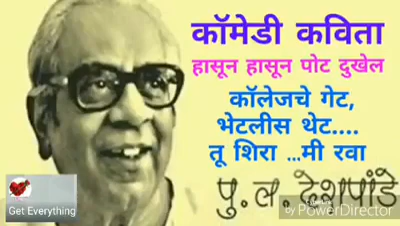 कॉमेडी कविता
हासून हासून पोट दुखेल
कॉलेजचे गेट,
भेटलीस थेट....
तू शिरा ...मी रवा
पु. ल. देशपांडे
Get Everything
by PowerDirector